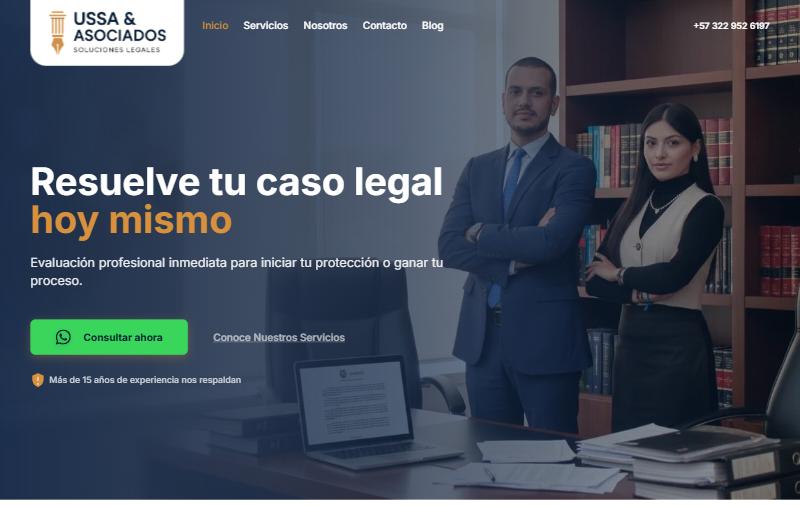 USSA &
ASOCIADOS
SOLUCIONES LEGALES
Inicio Servicios Nosotros Contacto Blog
+57 322 952 6197
Resuelve tu caso legal
hoy mismo
Evaluación profesional inmediata para iniciar tu protección o ganar tu
proceso.
Consultar ahora
Conoce Nuestros Servicios
Más de 15 años de experiencia nos respaldan